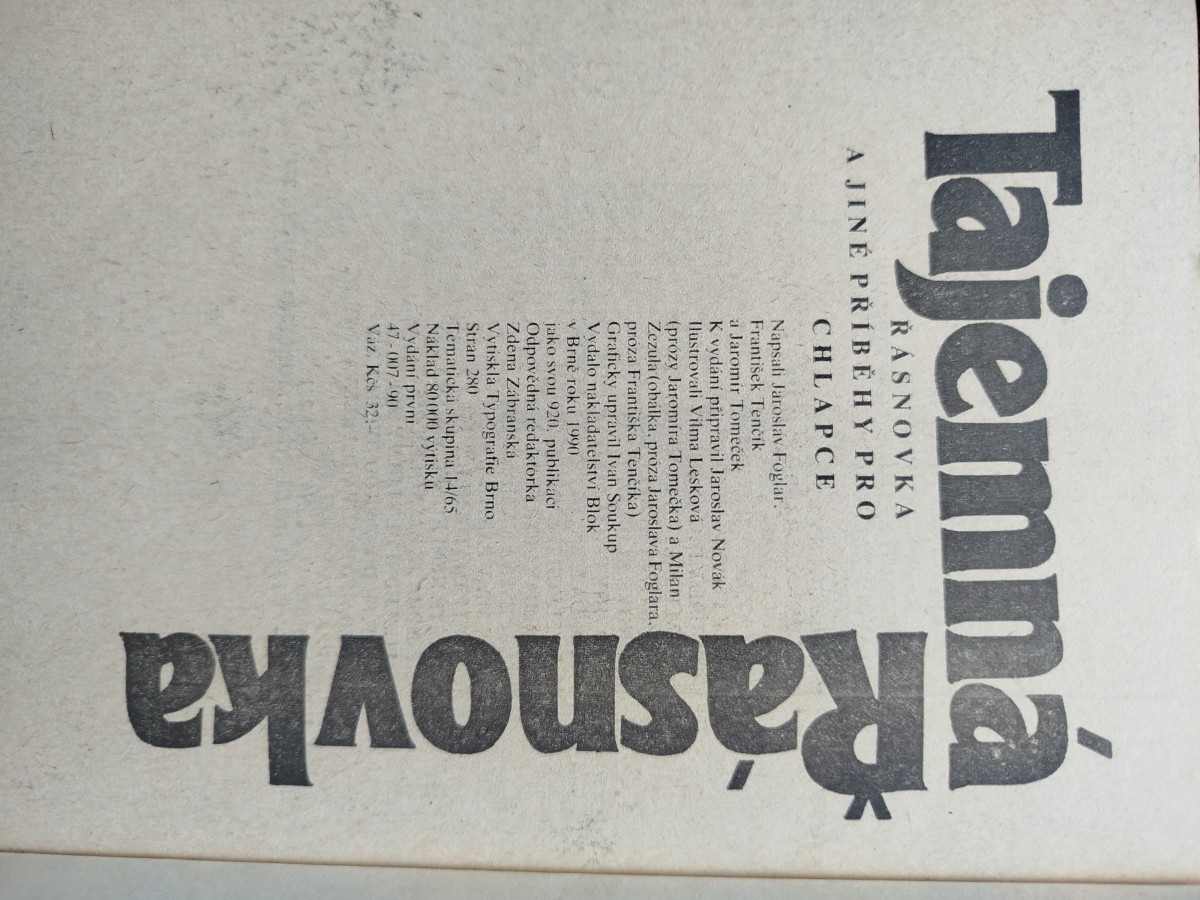 Tajemná
Řásnovka
ŘÁSNOVKA
A JINÉ PŘÍBĚHY PRO
CHLAPCE
Napsali Jaroslav Foglar,
František Tenčík
a Jaromír Tomeček
K vydání připravil Jaroslav Novák
Ilustrovali Vilma Lesková
(prózy Jaromíra Tomečka) a Milan
Zezula (obálka, próza Jaroslava Foglara,
próza Františka Tenčíka)
Graficky upravil Ivan Soukup
Vydalo nakladatelství Blok
v Brně roku 1990
jako svou 920. publikaci
Odpovědná redaktorka
Zdena Zábranská
Vytiskla Typografie Brno
Stran 280
Tematická skupina 14/65
Náklad 80000 výtisků
Vydání první
47-007-90
Váz. Kčs 32,-